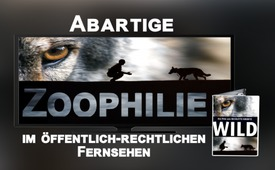 ABARTIGE
ZOOPHILIE
WILD
IM ÖFFENTLICH-RECHTLICHEN
FERNSEHEN